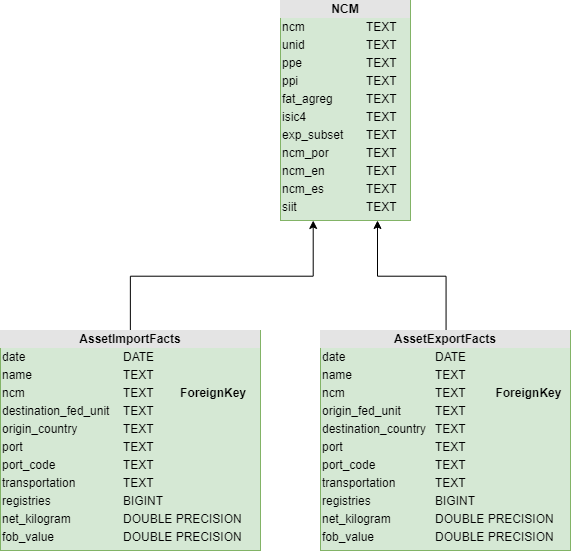 NCM
ncm TEXT
unid TEXT
ppe TEXT
ppi TEXT
fat_agreg TEXT
isic4 TEXT
exp_subset TEXT
ncm_por TEXT
ncm_en TEXT
ncm_es TEXT
siit TEXT
AssetImportFacts
date DATE
name TEXT
ncm TEXT ForeignKey
destination_fed_unit TEXT
origin_country TEXT
port TEXT
port_code TEXT
transportation TEXT
registries BIGINT
net_kilogram DOUBLE PRECISION
fob_value DOUBLE PRECISION
AssetExportFacts
date DATE
name TEXT
ncm TEXT ForeignKey
origin_fed_unit TEXT
destination_country TEXT
port TEXT
port_code TEXT
transportation TEXT
registries BIGINT
net_kilogram DOUBLE PRECISION
fob_value DOUBLE PRECISION